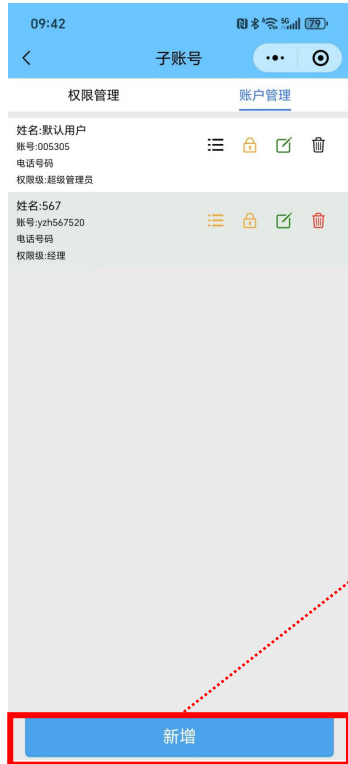 09:42
5G 79
子账号
权限管理
账户管理
姓名:默认用户
账号:005305
电话号码
权限级:超级管理员
姓名:567
账号:yzh567520
电话号码
权限级:经理
新增